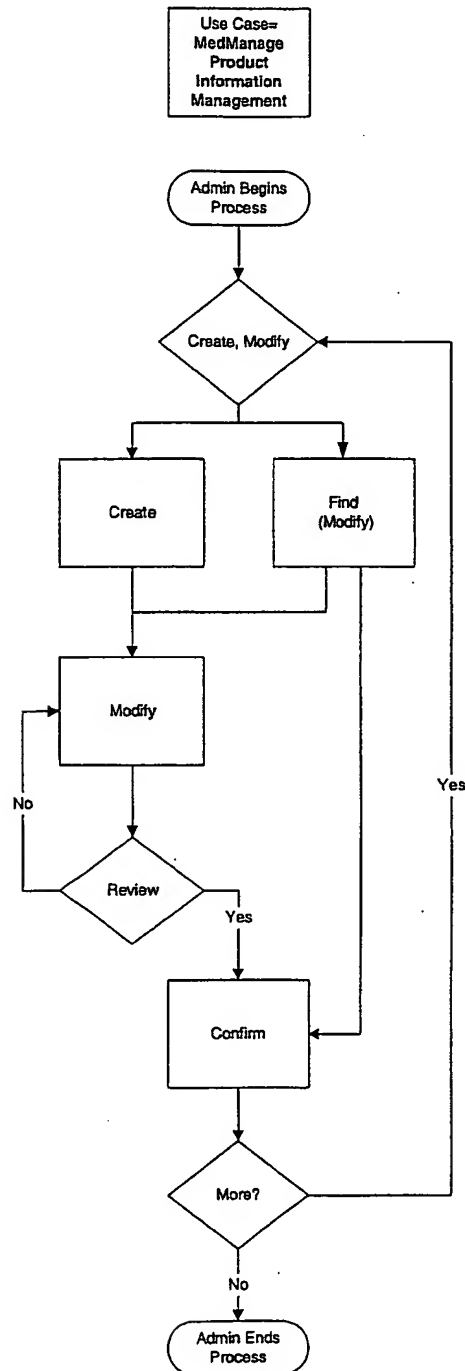 Use Case=
MedManage
Product
Information
Management
Admin Begins
Process
Create, Modify
Create
Find
(Modify)
Modify
No
Yes
Review
Yes
Confirm
More?
No
Admin Ends
Process